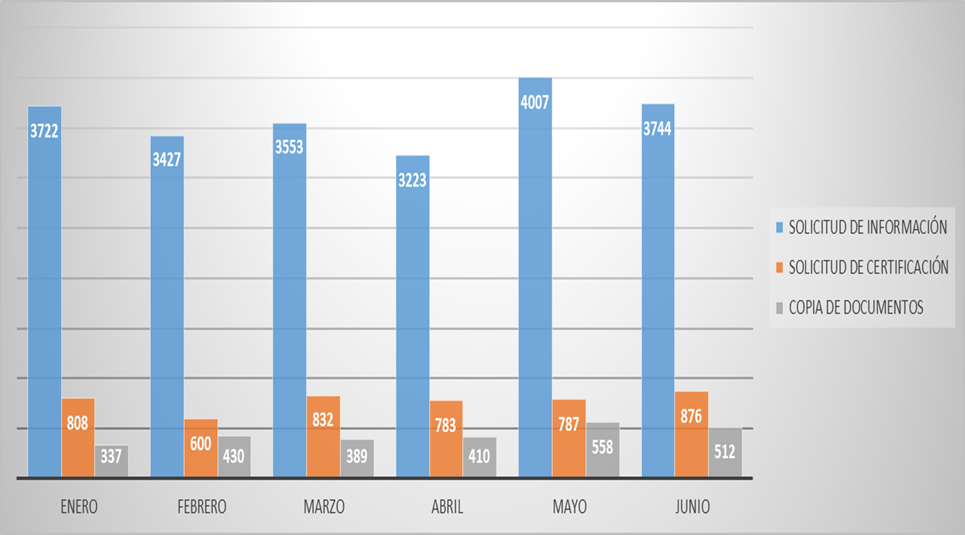 3722
3427
3553
3223
4007
3744
808
600
832
783
787
876
337
430
389
410
558
512
ENERO
FEBRERO
MARZO
ABRIL
MAYO
JUNIO
SOLICITUD DE INFORMACIÓN
SOLICITUD DE CERTIFICACIÓN
COPIA DE DOCUMENTOS